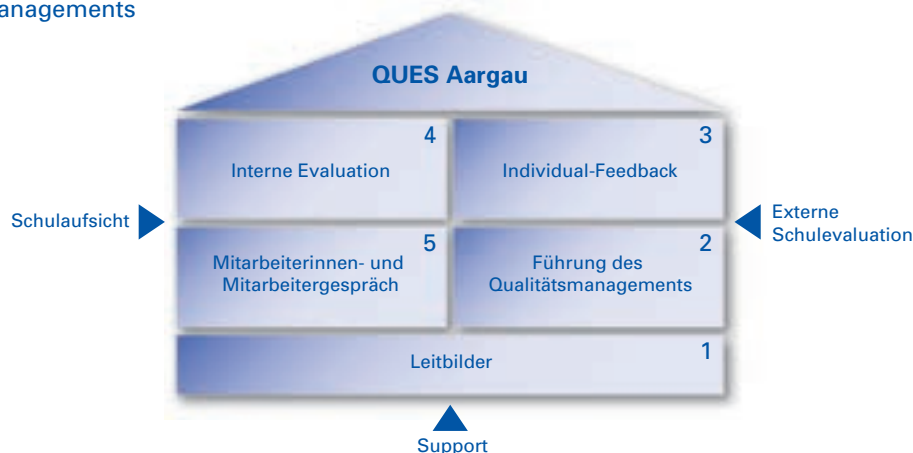 anagements
QUES Aargau
4
Interne Evaluation
3
Individual-Feedback
Schulaufsicht
Externe
Schulevaluation
5
Mitarbeiterinnen- und
Mitarbeitergespräch
2
Führung des
Qualitätsmanagements
1
Leitbilder
Support